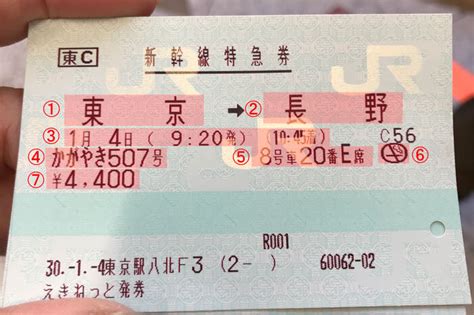 東C 新幹線特急券
①東京 → ②長野
③1月4日(9:20発)(10:45着) C56
④かがやき507号 ⑤8号車20番E席 ⑥
⑦¥4,400
R001
30.-1.-4東京駅八北F3(2- ) 60062-02
えきねっと発券
JR
JR
JR